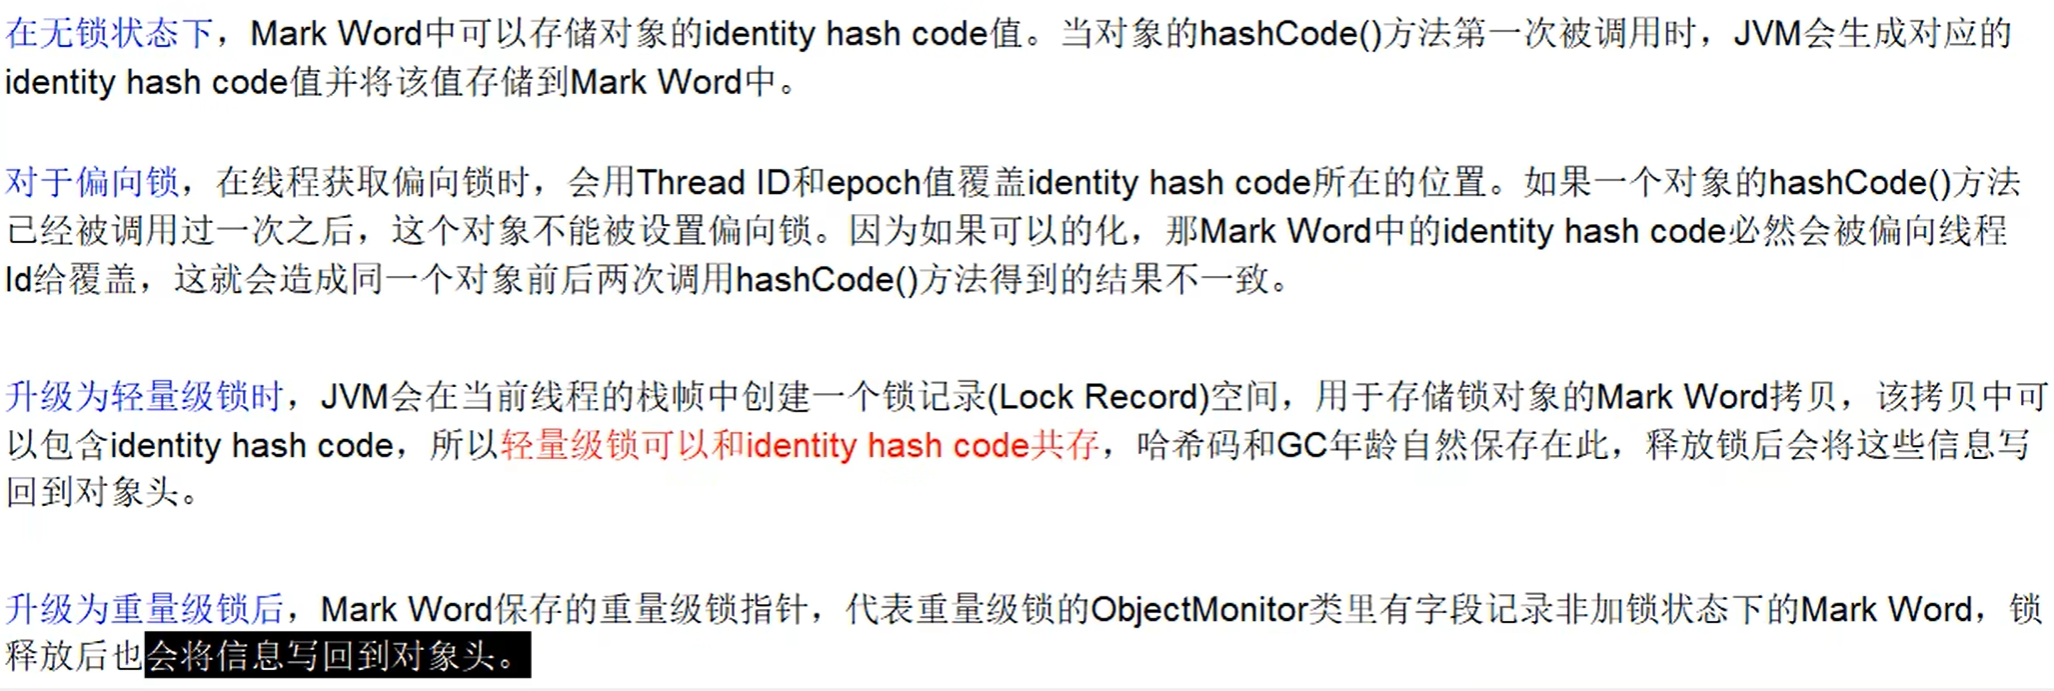 在无锁状态下，Mark Word中可以存储对象的identity hash code值。当对象的hashCode()方法第一次被调用时，JVM会生成对应的
identity hash code值并将该值存储到Mark Word中。
对于偏向锁，在线程获取偏向锁时，会用Thread ID和epoch值覆盖identity hash code所在的位置。如果一个对象的hashCode()方法
已经被调用过一次之后，这个对象不能被设置偏向锁。因为如果可以的化，那Mark Word中的identity hash code必然会被偏向线程
Id给覆盖，这就会造成同一个对象前后两次调用hashCode()方法得到的结果不一致。
升级为轻量级锁时，JVM会在当前线程的栈帧中创建一个锁记录(Lock Record)空间，用于存储锁对象的Mark Word拷贝，该拷贝中可
以包含identity hash code，所以轻量级锁可以和identity hash code共存，哈希码和GC年龄自然保存在此，释放锁后会将这些信息写
回到对象头。
升级为重量级锁后，Mark Word保存的重量级锁指针，代表重量级锁的ObjectMonitor类里有字段记录非加锁状态下的Mark Word，锁
释放后也会将信息写回到对象头。